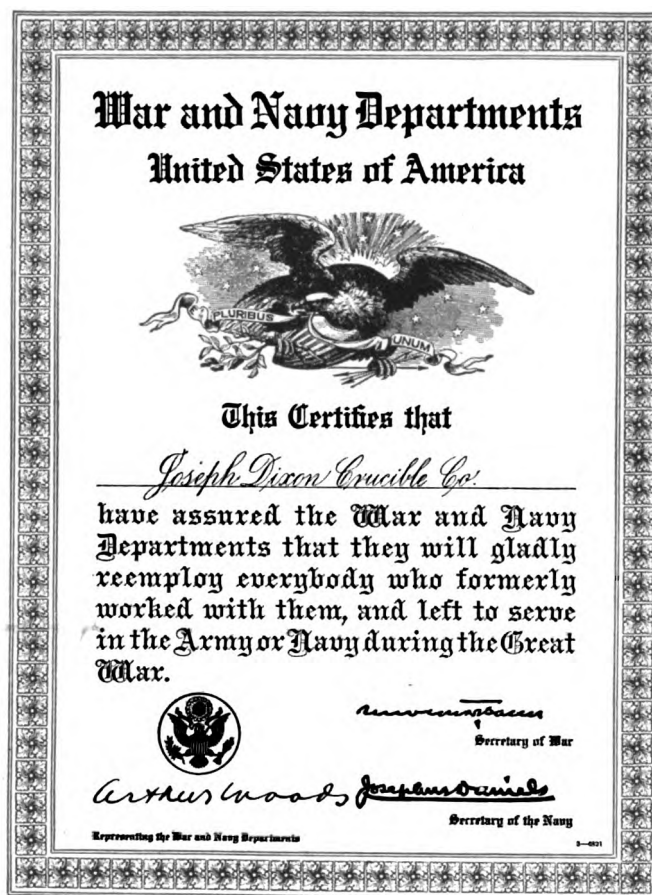 War and Navy Departments
United States of America
PLURIBUS
UNUM
This Certifies that
Joseph Dixon Crucible Co.
have assured the War and Navy
Departments that they will gladly
reemploy everybody who formerly
worked with them, and left to serve
in the Army or Navy during the Great
War.
Secretary of War
Arthur Woods
Josephus Daniels
Secretary of the Navy
Representing the War and Navy Departments